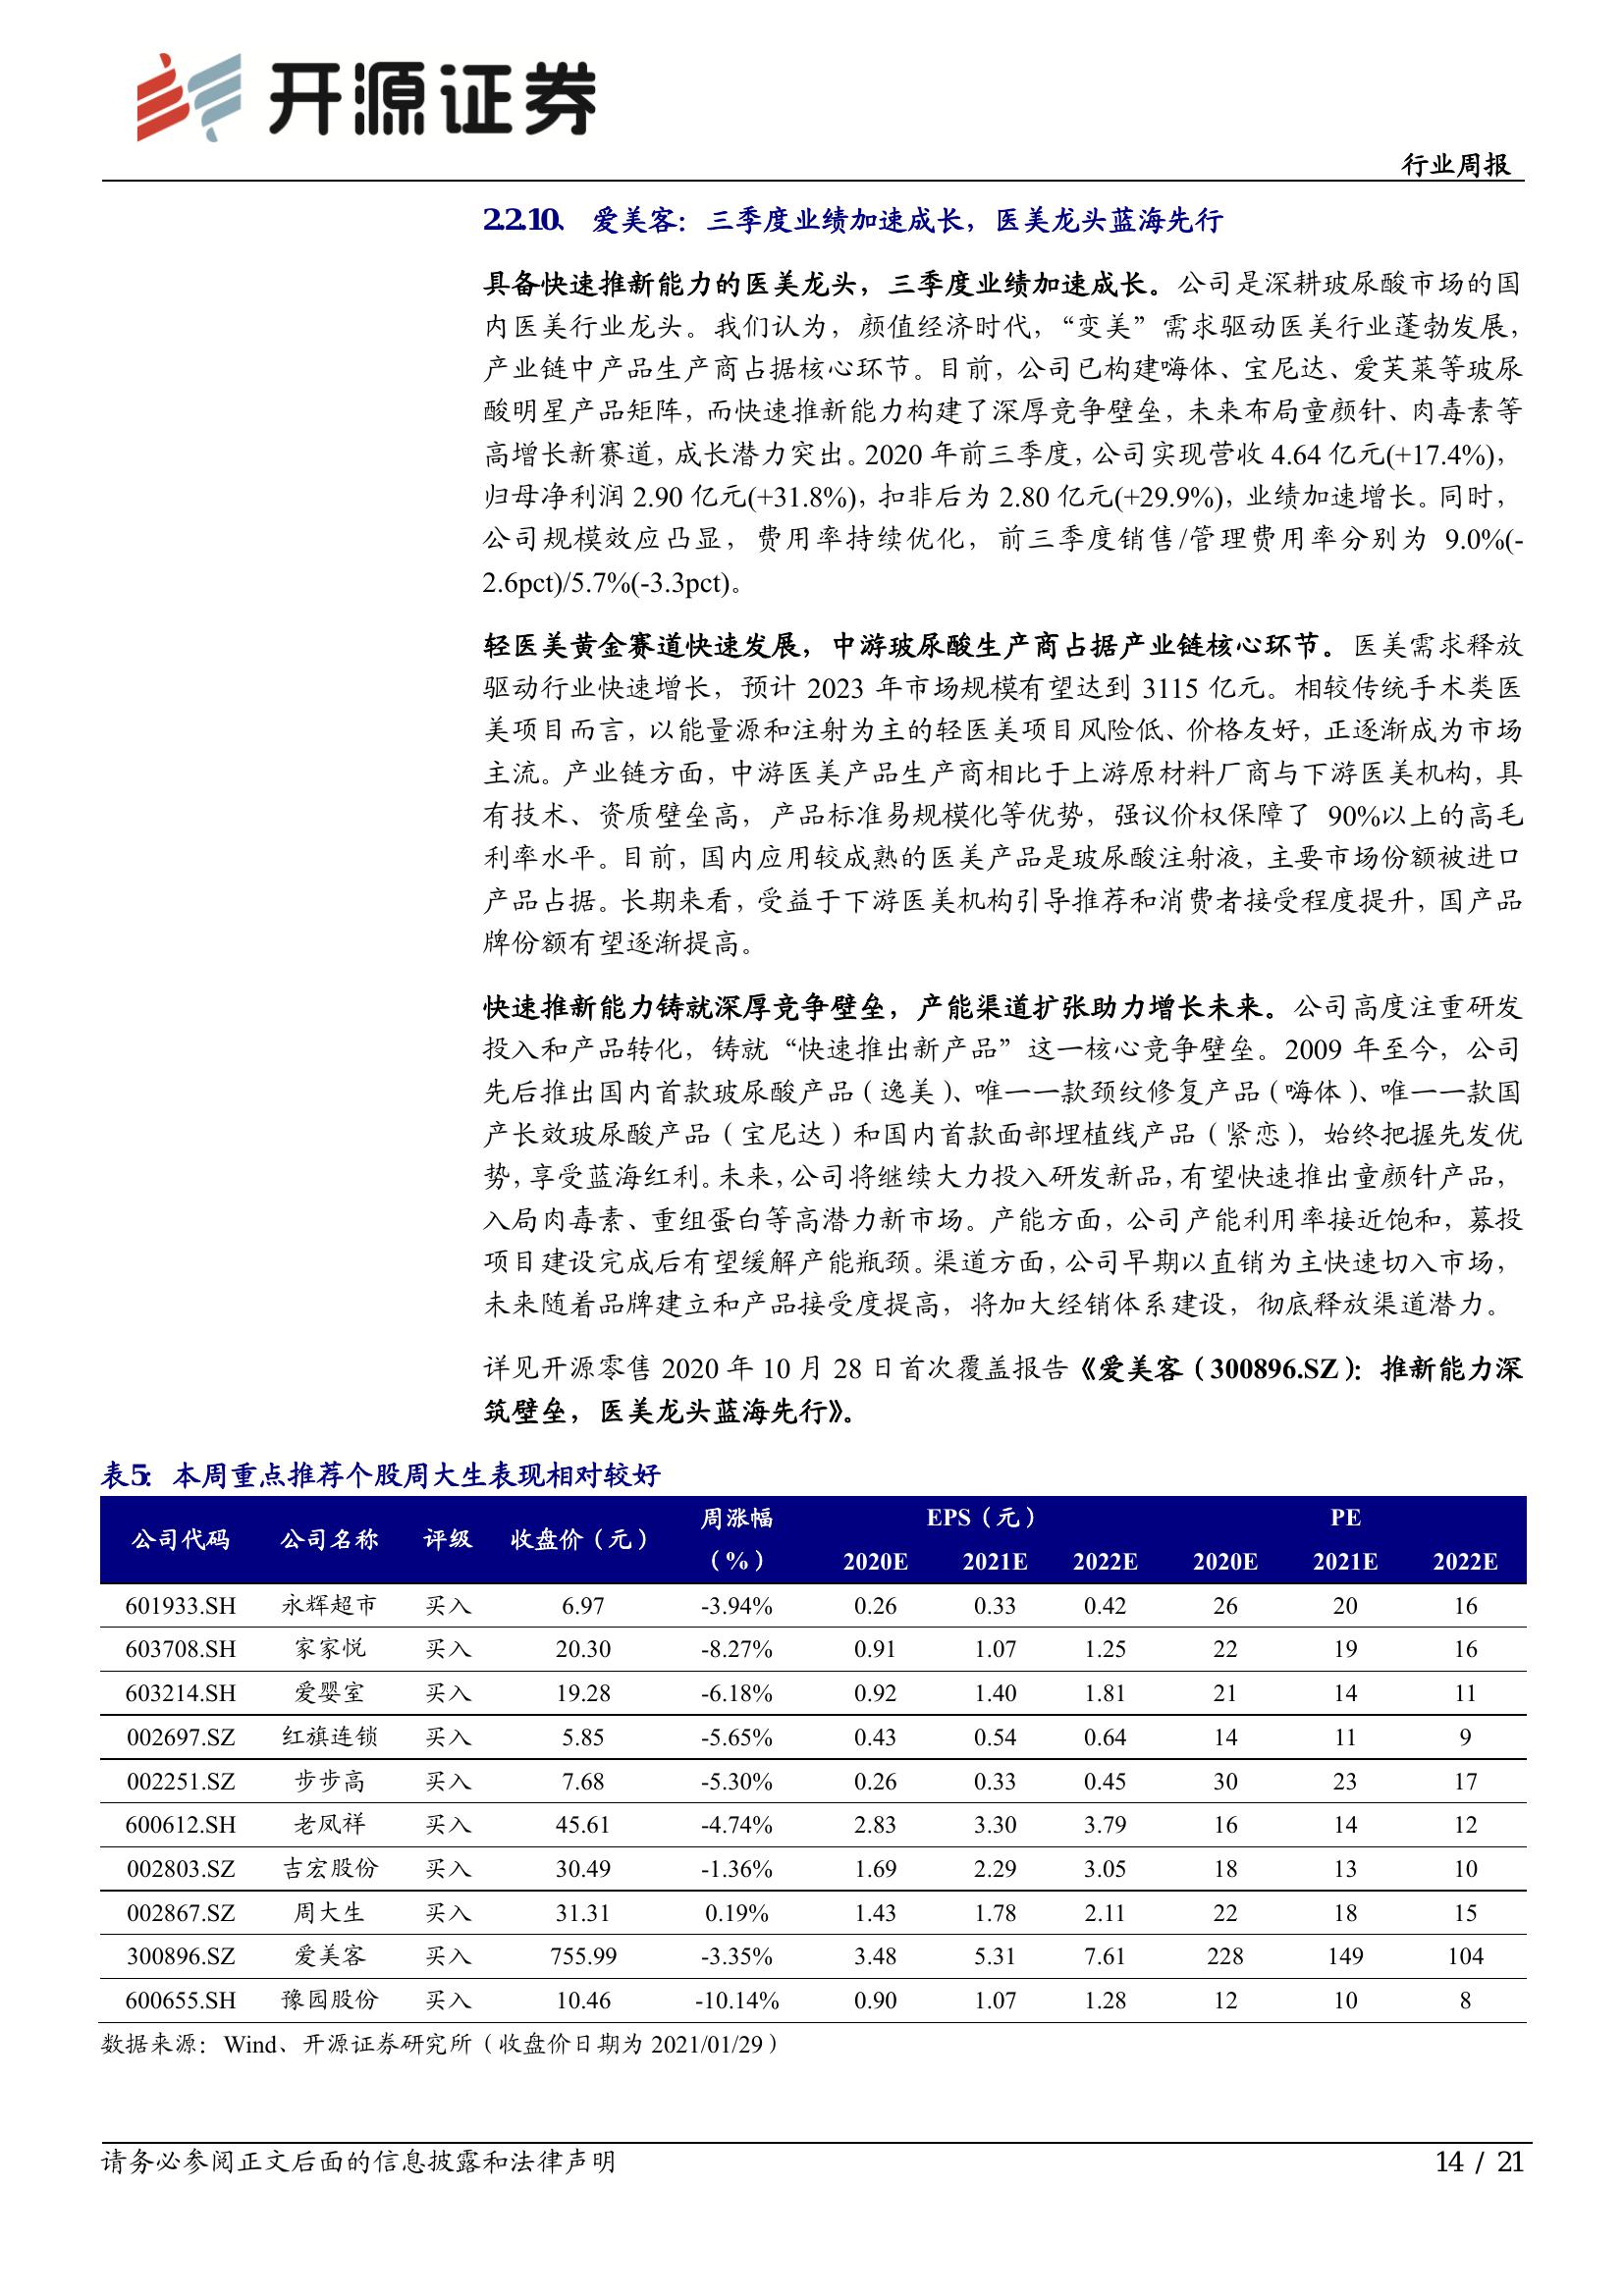 开源证券
行业周报
2.2.10、 爱美客：三季度业绩加速成长，医美龙头蓝海先行
具备快速推新能力的医美龙头，三季度业绩加速成长。公司是深耕玻尿酸市场的国
内医美行业龙头。我们认为，颜值经济时代，“变美”需求驱动医美行业蓬勃发展，
产业链中产品生产商占据核心环节。目前，公司已构建嗨体、宝尼达、爱芙莱等玻尿
酸明星产品矩阵，而快速推新能力构建了深厚竞争壁垒，未来布局童颜针、肉毒素等
高增长新赛道，成长潜力突出。2020 年前三季度，公司实现营收 4.64 亿元(+17.4%)，
归母净利润 2.90 亿元(+31.8%)，扣非后为 2.80 亿元(+29.9%)，业绩加速增长。同时，
公司规模效应凸显，费用率持续优化，前三季度销售/管理费用率分别为 9.0%(-
2.6pct)/5.7%(-3.3pct)。
轻医美黄金赛道快速发展，中游玻尿酸生产商占据产业链核心环节。医美需求释放
驱动行业快速增长，预计 2023 年市场规模有望达到 3115 亿元。相较传统手术类医
美项目而言，以能量源和注射为主的轻医美项目风险低、价格友好，正逐渐成为市场
主流。产业链方面，中游医美产品生产商相比于上游原材料厂商与下游医美机构，具
有技术、资质壁垒高，产品标准易规模化等优势，强议价权保障了 90%以上的高毛
利率水平。目前，国内应用较成熟的医美产品是玻尿酸注射液，主要市场份额被进口
产品占据。长期来看，受益于下游医美机构引导推荐和消费者接受程度提升，国产品
牌份额有望逐渐提高。
快速推新能力铸就深厚竞争壁垒，产能渠道扩张助力增长未来。公司高度注重研发
投入和产品转化，铸就“快速推出新产品”这一核心竞争壁垒。2009 年至今，公司
先后推出国内首款玻尿酸产品（逸美）、唯一一款颈纹修复产品（嗨体）、唯一一款国
产长效玻尿酸产品（宝尼达）和国内首款面部埋植线产品（紧恋），始终把握先发优
势，享受蓝海红利。未来，公司将继续大力投入研发新品，有望快速推出童颜针产品，
入局肉毒素、重组蛋白等高潜力新市场。产能方面，公司产能利用率接近饱和，募投
项目建设完成后有望缓解产能瓶颈。渠道方面，公司早期以直销为主快速切入市场，
未来随着品牌建立和产品接受度提高，将加大经销体系建设，彻底释放渠道潜力。
详见开源零售 2020 年 10 月 28 日首次覆盖报告《爱美客（300896.SZ）：推新能力深
筑壁垒，医美龙头蓝海先行》。
表5： 本周重点推荐个股周大生表现相对较好
公司代码 公司名称 评级 收盘价（元） 周涨幅（%） EPS（元） PE
2020E 2021E 2022E 2020E 2021E 2022E
601933.SH 永辉超市 买入 6.97 -3.94% 0.26 0.33 0.42 26 20 16
603708.SH 家家悦 买入 20.30 -8.27% 0.91 1.07 1.25 22 19 16
603214.SH 爱婴室 买入 19.28 -6.18% 0.92 1.40 1.81 21 14 11
002697.SZ 红旗连锁 买入 5.85 -5.65% 0.43 0.54 0.64 14 11 9
002251.SZ 步步高 买入 7.68 -5.30% 0.26 0.33 0.45 30 23 17
600612.SH 老凤祥 买入 45.61 -4.74% 2.83 3.30 3.79 16 14 12
002803.SZ 吉宏股份 买入 30.49 -1.36% 1.69 2.29 3.05 18 13 10
002867.SZ 周大生 买入 31.31 0.19% 1.43 1.78 2.11 22 18 15
300896.SZ 爱美客 买入 755.99 -3.35% 3.48 5.31 7.61 228 149 104
600655.SH 豫园股份 买入 10.46 -10.14% 0.90 1.07 1.28 12 10 8
数据来源：Wind、开源证券研究所（收盘价日期为 2021/01/29）
请务必参阅正文后面的信息披露和法律声明
14 / 21